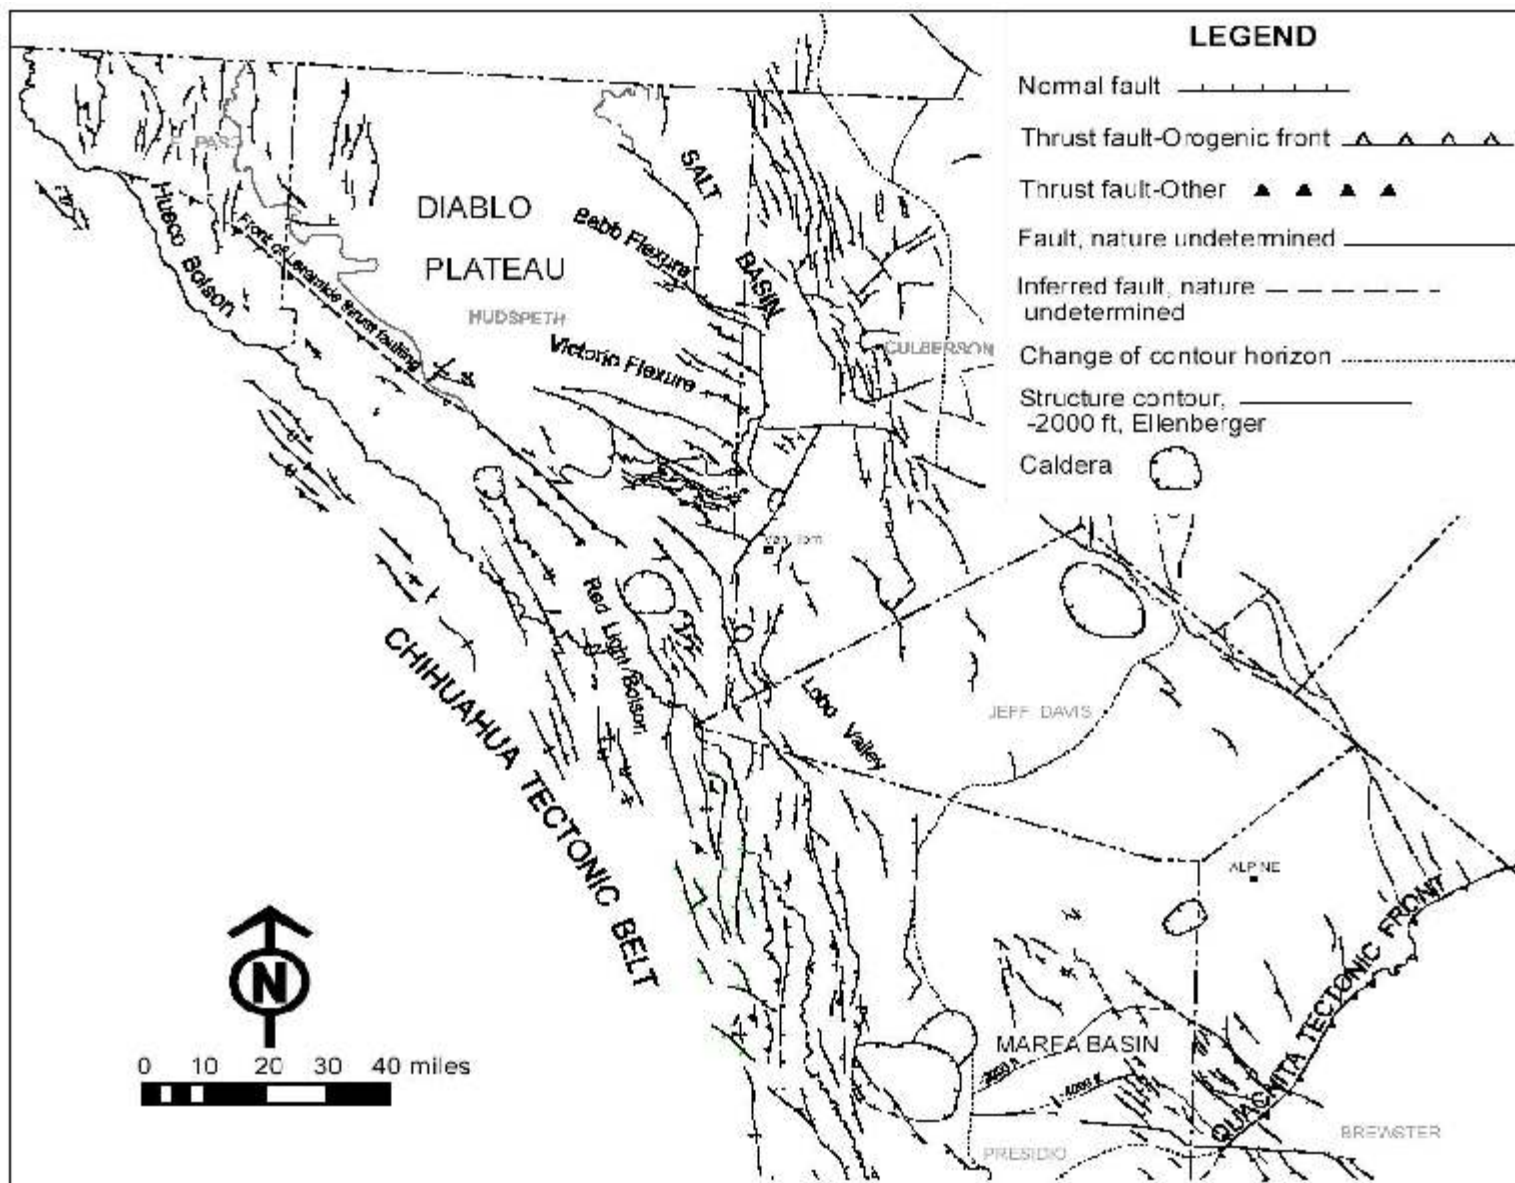 LEGEND
Normal fault
Thrust fault-Orogenic front
Thrust fault-Other
Fault, nature undetermined
Inferred fault, nature
undetermined
Change of contour horizon
Structure contour,
-2000 ft, Ellenberger
Caldera
SALT
BASIN
DIABLO
PLATEAU
HUDSPETH
Babb Flexure
Victorio Flexure
Hueco Bolson
Front of Laramide thrust faulting
CULBERSON
Red Light Bolson
CHIHUAHUA TECTONIC BELT
Lobo Valley
JEFF DAVIS
ALPINE
MARFA BASIN
QUACHITA TECTONIC FRONT
PRESIDIO
BREWSTER
N
0 10 20 30 40 miles